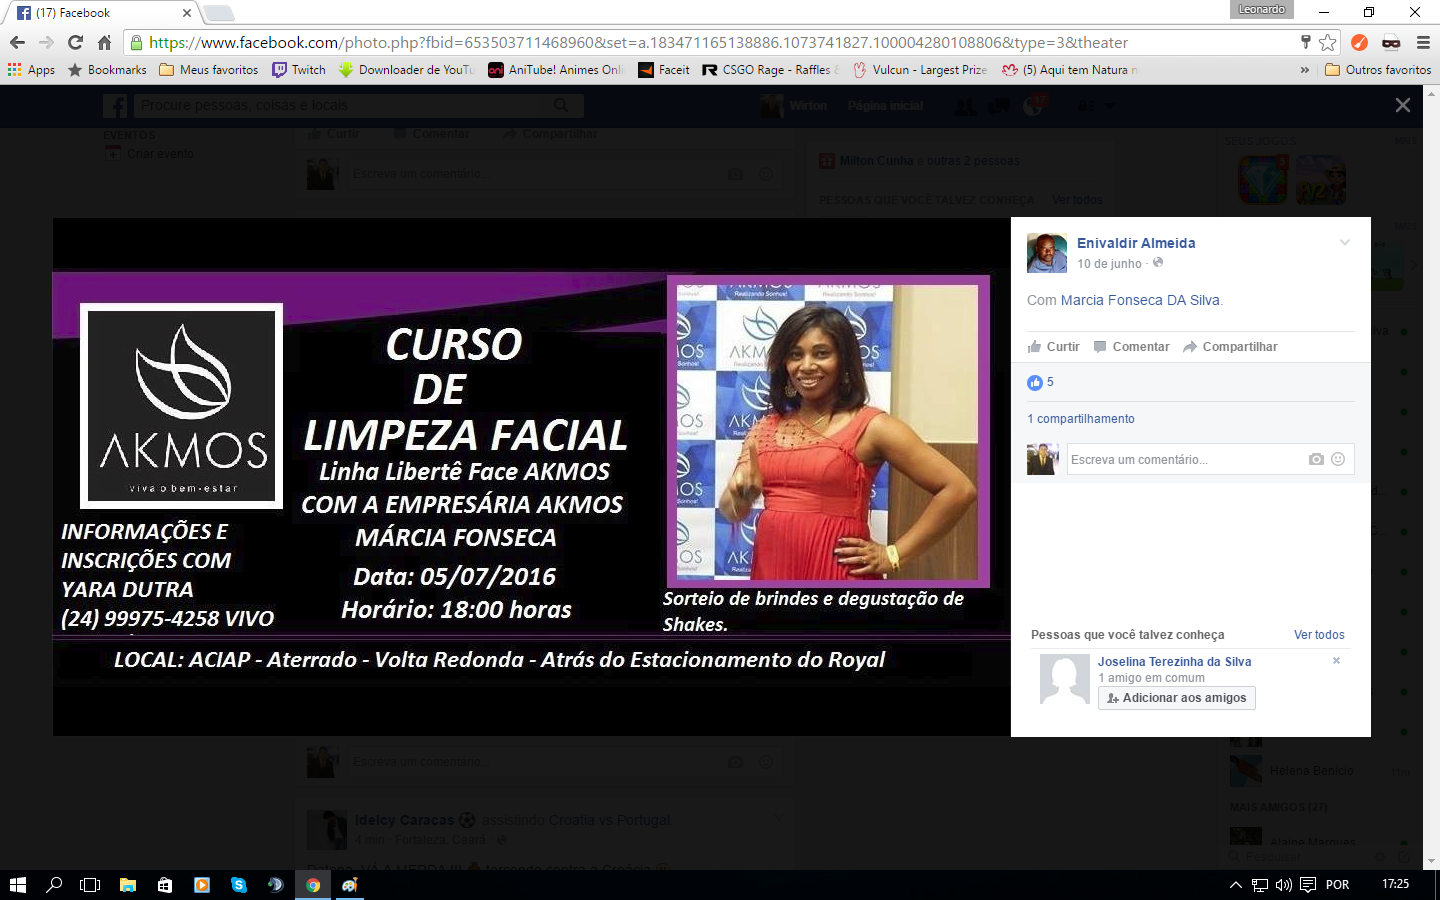 (17) Facebook
Leonardo
https://www.facebook.com/photo.php?fbid=653503711468960&set=a.183471165138886.1073741827.100004280108806&type=3&theater
Apps Bookmarks Meus favoritos Twitch Downloader de YouTu AniTube! Animes Onli Faceit CSGO Rage - Raffles & Vulcun - Largest Prize (5) Aqui tem Natura n » Outros favoritos
Procure pessoas, coisas e locais Wirton Página inicial 17
EVENTOS
Criar evento
Curtir Comentar Compartilhar
Escreva um comentário...
Milton Cunha e outras 2 pessoas
PESSOAS QUE VOCÊ TALVEZ CONHEÇA Ver todos
SEUS JOGOS
AKMOS
viva o bem-estar
CURSO
DE
LIMPEZA FACIAL
Linha Libertê Face AKMOS
COM A EMPRESÁRIA AKMOS
MÁRCIA FONSECA
Data: 05/07/2016
Horário: 18:00 horas
INFORMAÇÕES E
INSCRIÇÕES COM
YARA DUTRA
(24) 99975-4258 VIVO
AKMOS
Realizando Sonhos!
Sorteio de brindes e degustação de
Shakes.
LOCAL: ACIAP - Aterrado - Volta Redonda - Atrás do Estacionamento do Royal
Enivaldir Almeida
10 de junho ·
Com Marcia Fonseca DA Silva.
Curtir Comentar Compartilhar
5
1 compartilhamento
Escreva um comentário...
Pessoas que você talvez conheça Ver todos
Joselina Terezinha da Silva
1 amigo em comum
Adicionar aos amigos
Escreva um comentário...
Idelcy Caracas assistindo Croatia vs Portugal
4 min · Fortaleza, Ceará
Helena Benicio
MAIS AMIGOS (27)
Alaine Marques
Pesquisar
POR 17:25